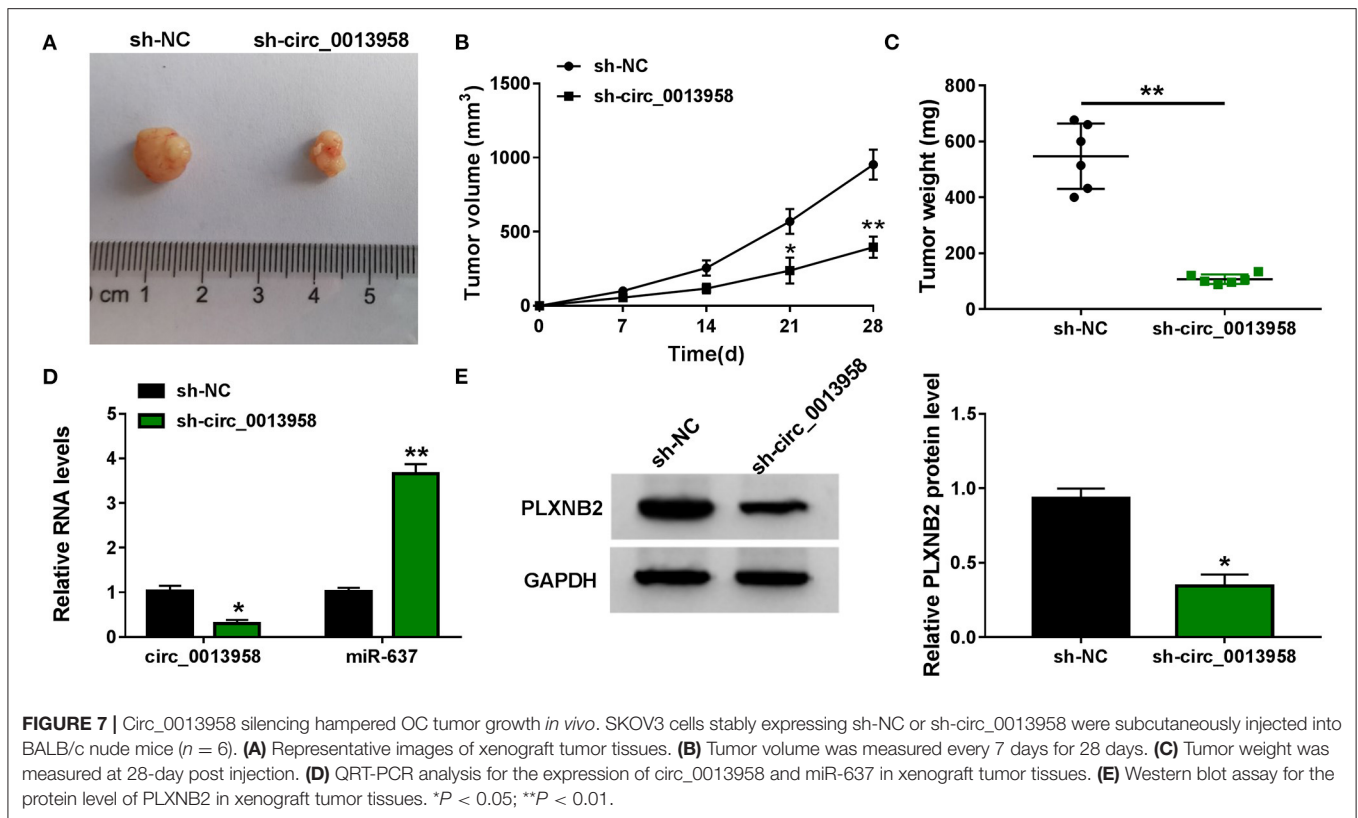 A
sh-NC sh-circ_0013958
0 cm 1 2 3 4 5
B
sh-NC
sh-circ_0013958
Tumor volume (mm³)
1500
1000
500
0
* **
0 7 14 21 28
Time(d)
C
Tumor weight (mg)
800
600
400
200
0
**
sh-NC sh-circ_0013958
D
sh-NC
sh-circ_0013958
Relative RNA levels
5
4
3
2
1
0
* **
circ_0013958 miR-637
E
sh-NC sh-circ_0013958
PLXNB2
GAPDH
Relative PLXNB2 protein level
1.5
1.0
0.5
0.0
*
sh-NC sh-circ_0013958
FIGURE 7 | Circ_0013958 silencing hampered OC tumor growth in vivo. SKOV3 cells stably expressing sh-NC or sh-circ_0013958 were subcutaneously injected into
BALB/c nude mice (n = 6). (A) Representative images of xenograft tumor tissues. (B) Tumor volume was measured every 7 days for 28 days. (C) Tumor weight was
measured at 28-day post injection. (D) QRT-PCR analysis for the expression of circ_0013958 and miR-637 in xenograft tumor tissues. (E) Western blot assay for the
protein level of PLXNB2 in xenograft tumor tissues. *P < 0.05; **P < 0.01.